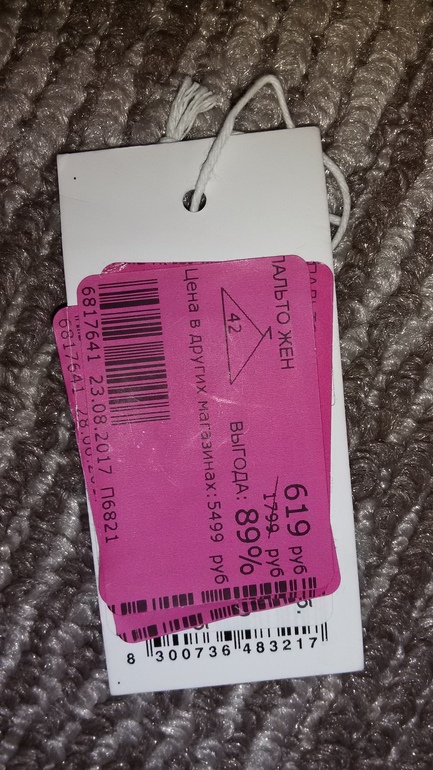 ПАЛЬТО ЖЕН
42
619 руб
1799 руб
ВЫГОДА: 89%
Цена в других магазинах: 5499 руб
6817641 23.08.2017 П6821
6817641
8 300736 483217